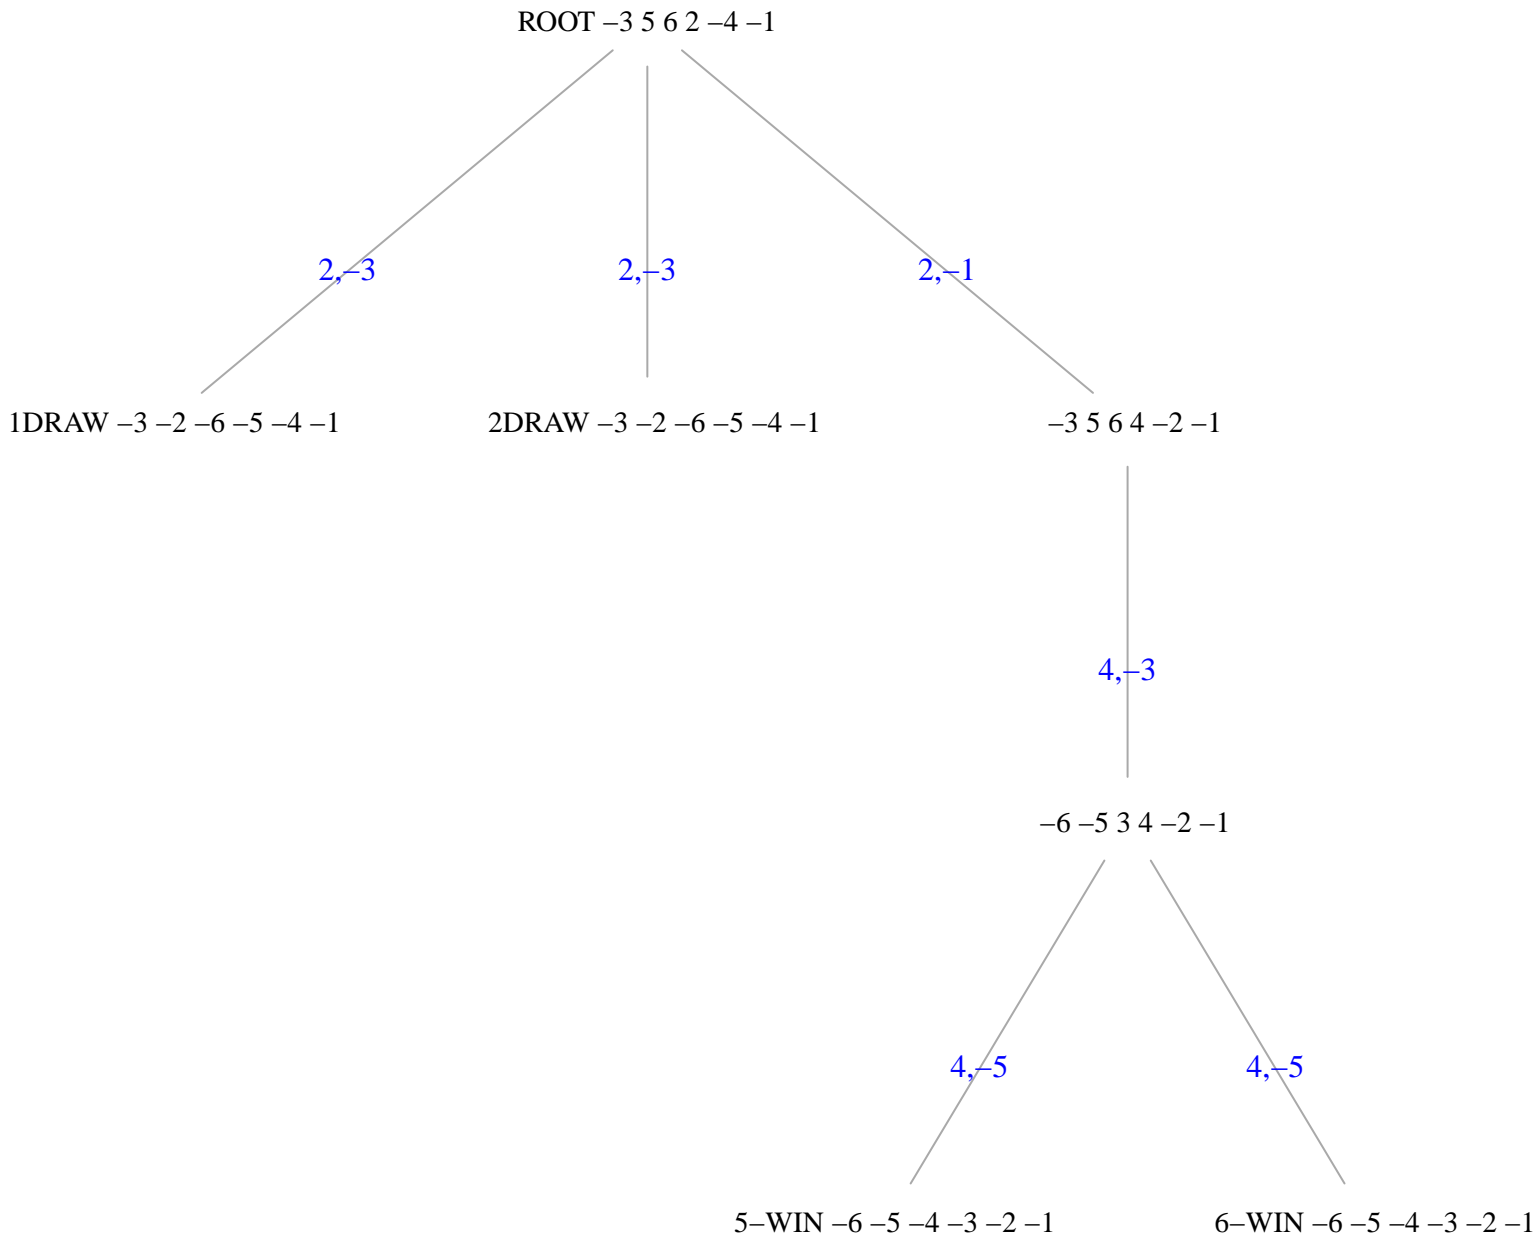 ROOT –3 5 6 2 –4 –1
2,–3
2,–3
2,–1
1DRAW –3 –2 –6 –5 –4 –1
2DRAW –3 –2 –6 –5 –4 –1
–3 5 6 4 –2 –1
4,–3
–6 –5 3 4 –2 –1
4,–5
4,–5
5–WIN –6 –5 –4 –3 –2 –1
6–WIN –6 –5 –4 –3 –2 –1